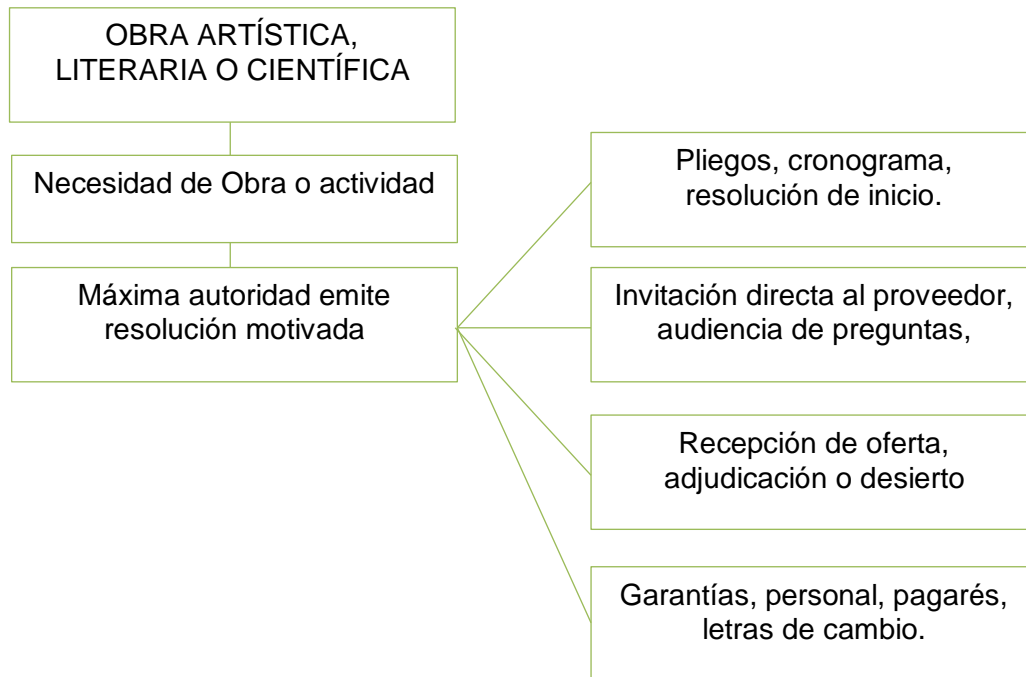 OBRA ARTÍSTICA,
LITERARIA O CIENTÍFICA
Necesidad de Obra o actividad
Máxima autoridad emite
resolución motivada
Pliegos, cronograma,
resolución de inicio.
Invitación directa al proveedor,
audiencia de preguntas,
Recepción de oferta,
adjudicación o desierto
Garantías, personal, pagarés,
letras de cambio.